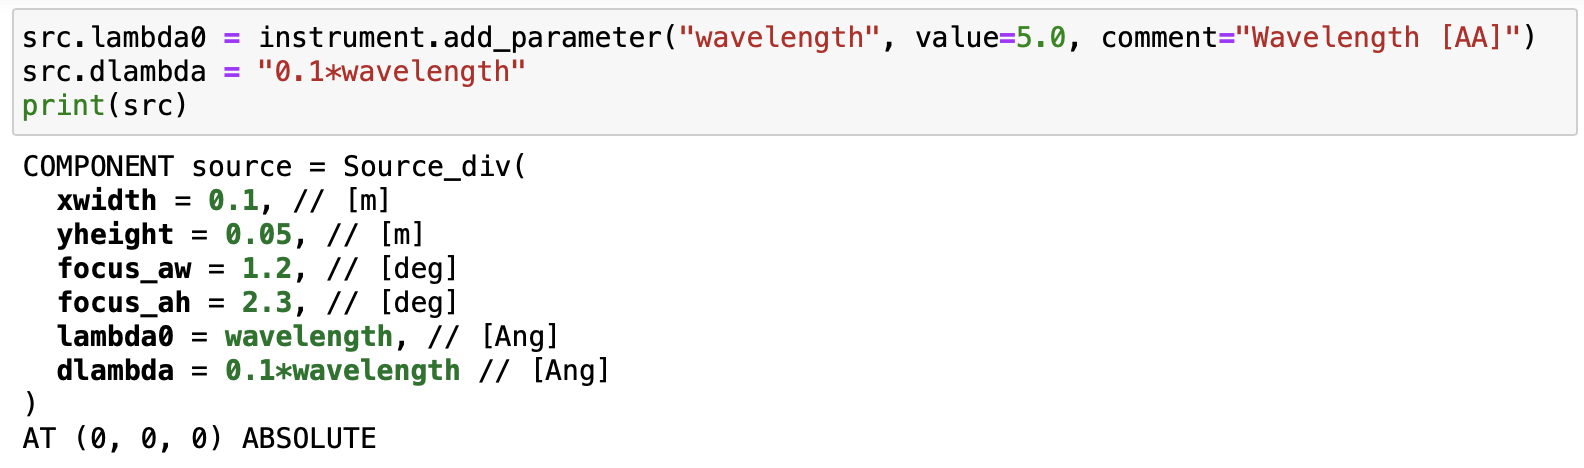 src.lambda0 = instrument.add_parameter("wavelength", value=5.0, comment="Wavelength [AA]")
src.dlambda = "0.1*wavelength"
print(src)
COMPONENT source = Source_div(
  xwidth = 0.1, // [m]
  yheight = 0.05, // [m]
  focus_aw = 1.2, // [deg]
  focus_ah = 2.3, // [deg]
  lambda0 = wavelength, // [Ang]
  dlambda = 0.1*wavelength // [Ang]
)
AT (0, 0, 0) ABSOLUTE